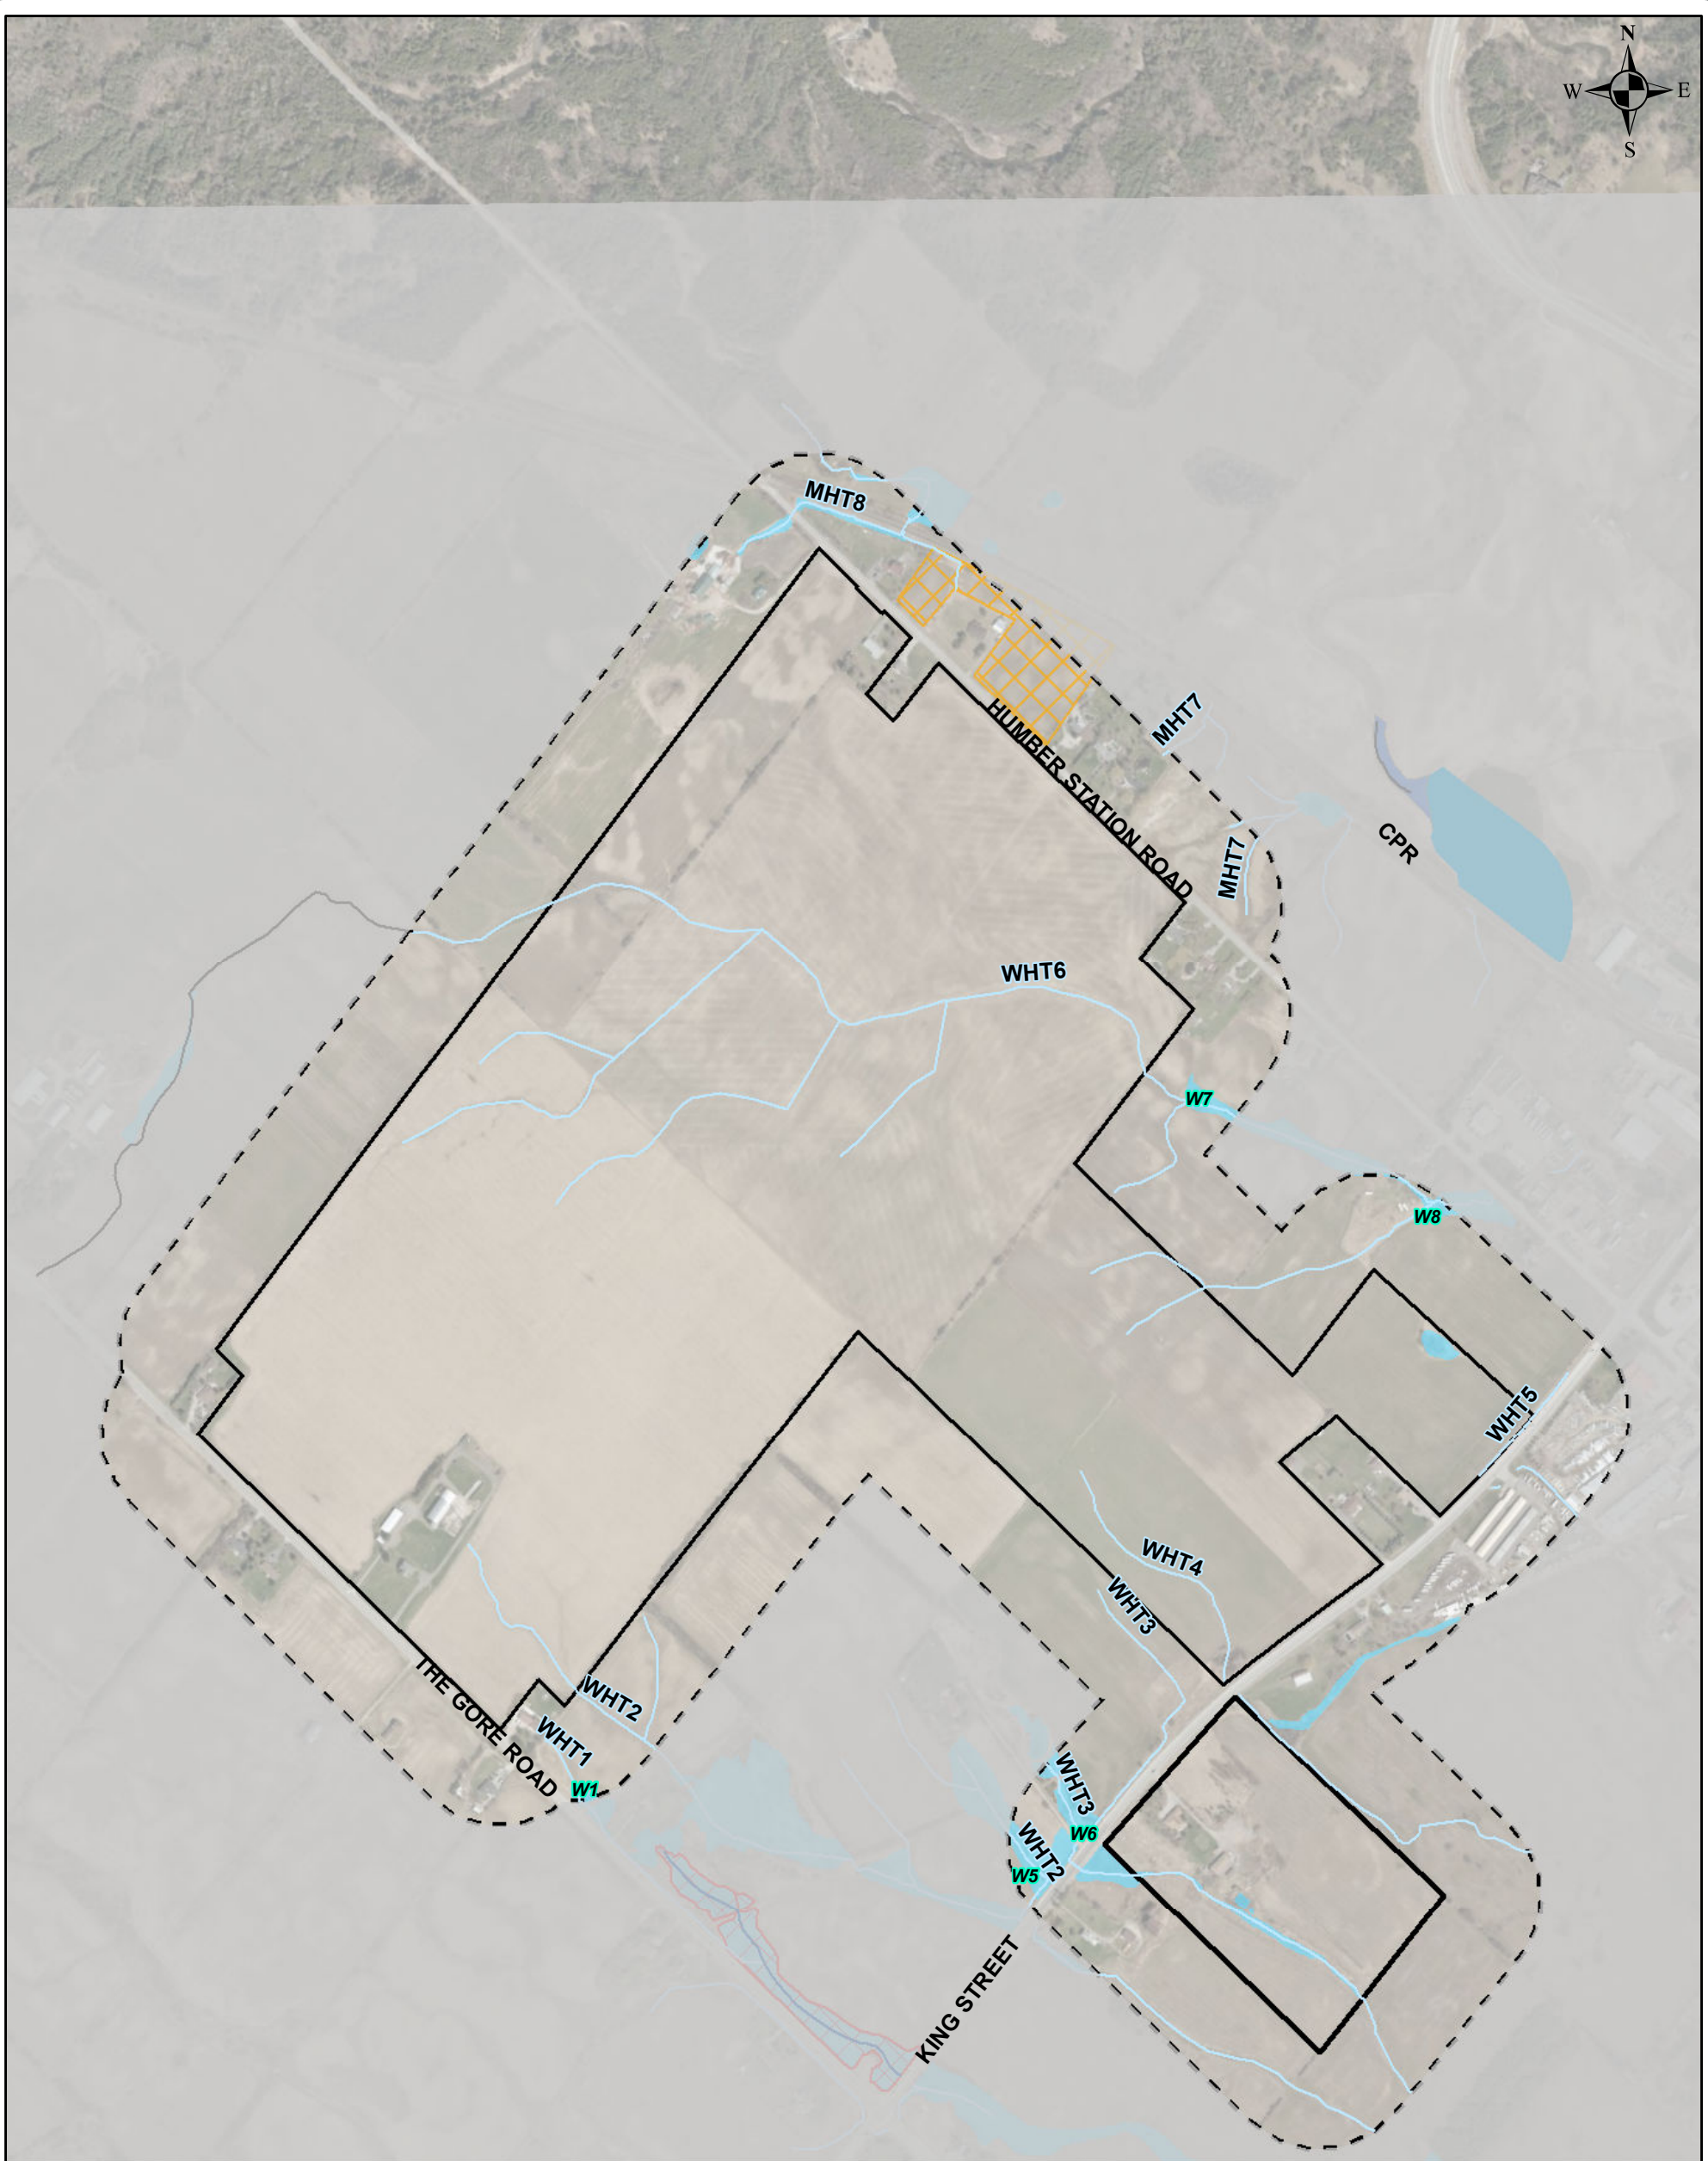 N
W E
S
MHT8
MHT7
HUMBER STATION ROAD
CPR
MHT7
WHT6
W7
W8
WHT5
WHT4
WHT3
WHT2
THE GORE ROAD
WHT1
W1
WHT3
W6
WHT2
W5
KING STREET